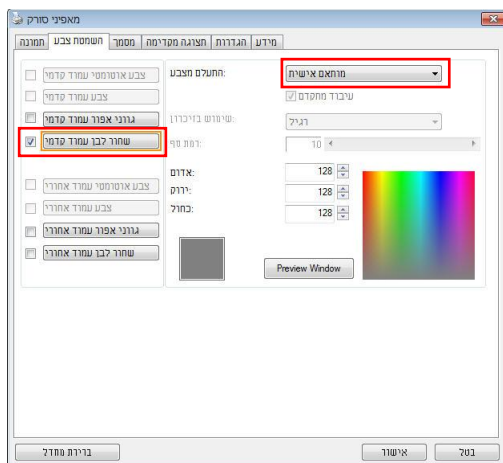 מאפיני סורק
תמונה השמטת צבע מסמך תצוגה מקדימה הגדרות מידע
צבע אוטומטי עמוד קדמי
צבע עמוד קדמי
גווני אפור עמוד קדמי
שחור לבן עמוד קדמי
צבע אוטומטי עמוד אחורי
צבע עמוד אחורי
גווני אפור עמוד אחורי
שחור לבן עמוד אחורי
התעלם מצבע:
מותאם אישית
עיבוד מתקדם
שימוש בזיכרון:
רגיל
רמת סף:
10
אדום:
128
ירוק:
128
כחול:
128
Preview Window
ברירת מחדל
אישור
בטל